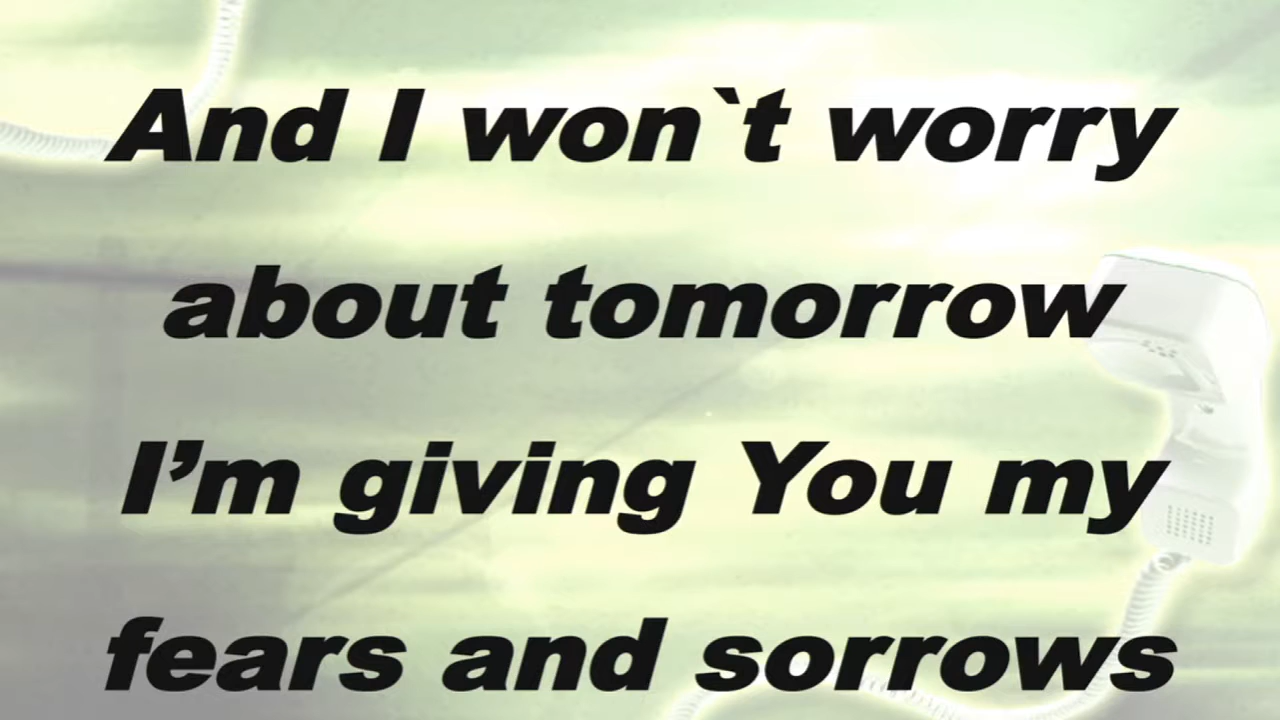 And I won`t worry
about tomorrow
I’m giving You my
fears and sorrows